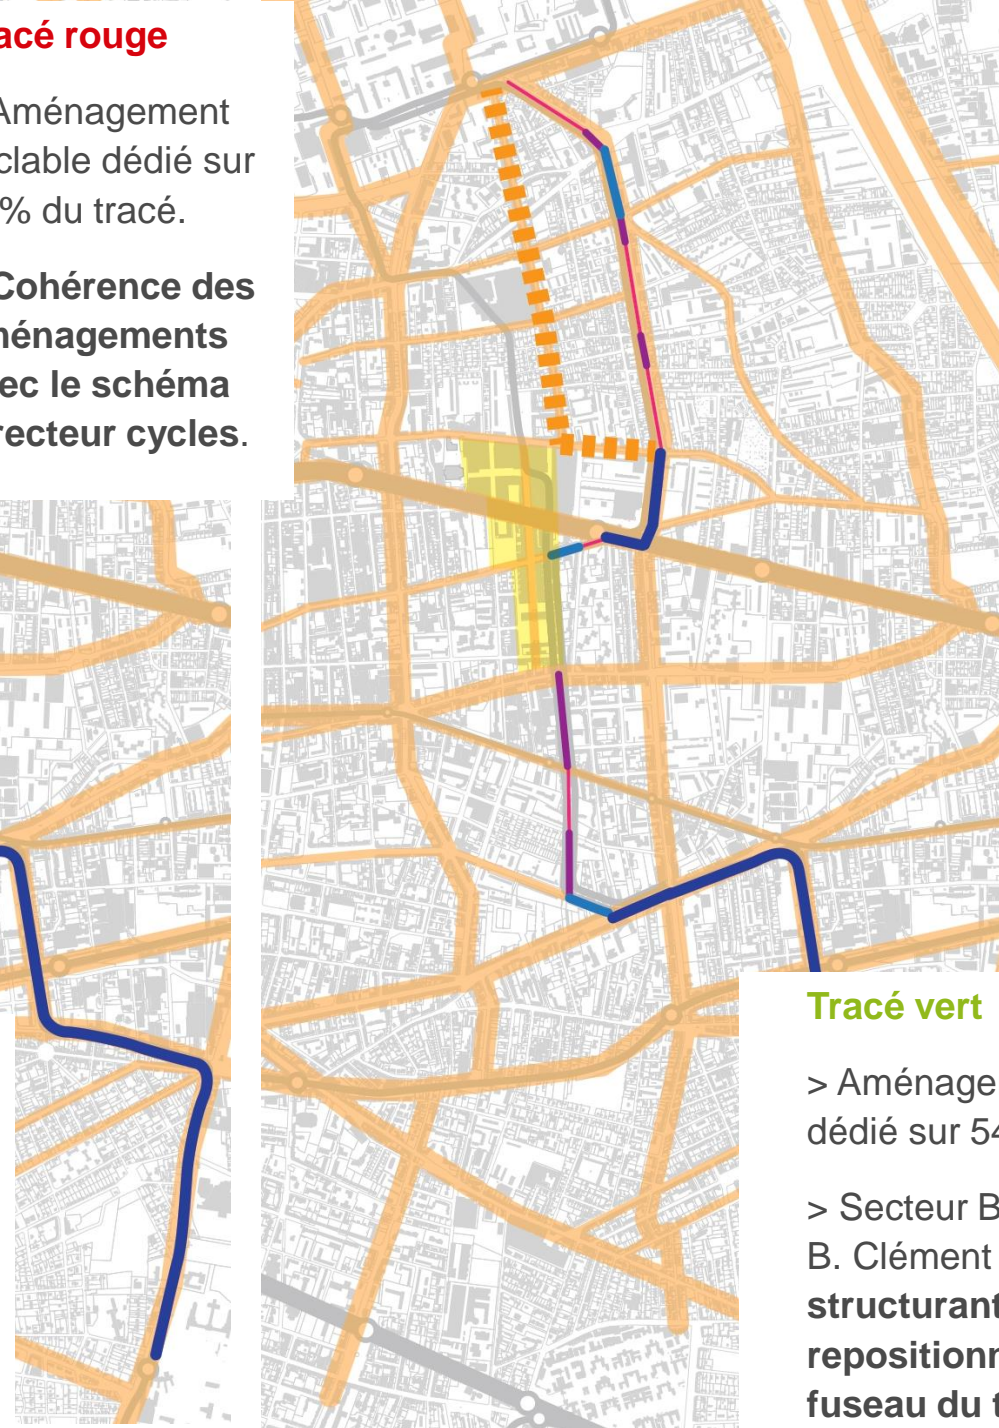 acé rouge
Aménagement
clable dédié sur
% du tracé.
Cohérence des
ménagements
ec le schéma
recteur cycles.
Tracé vert
> Aménage
dédié sur 54
> Secteur B
B. Clément
structurant
repositionn
fuseau du t